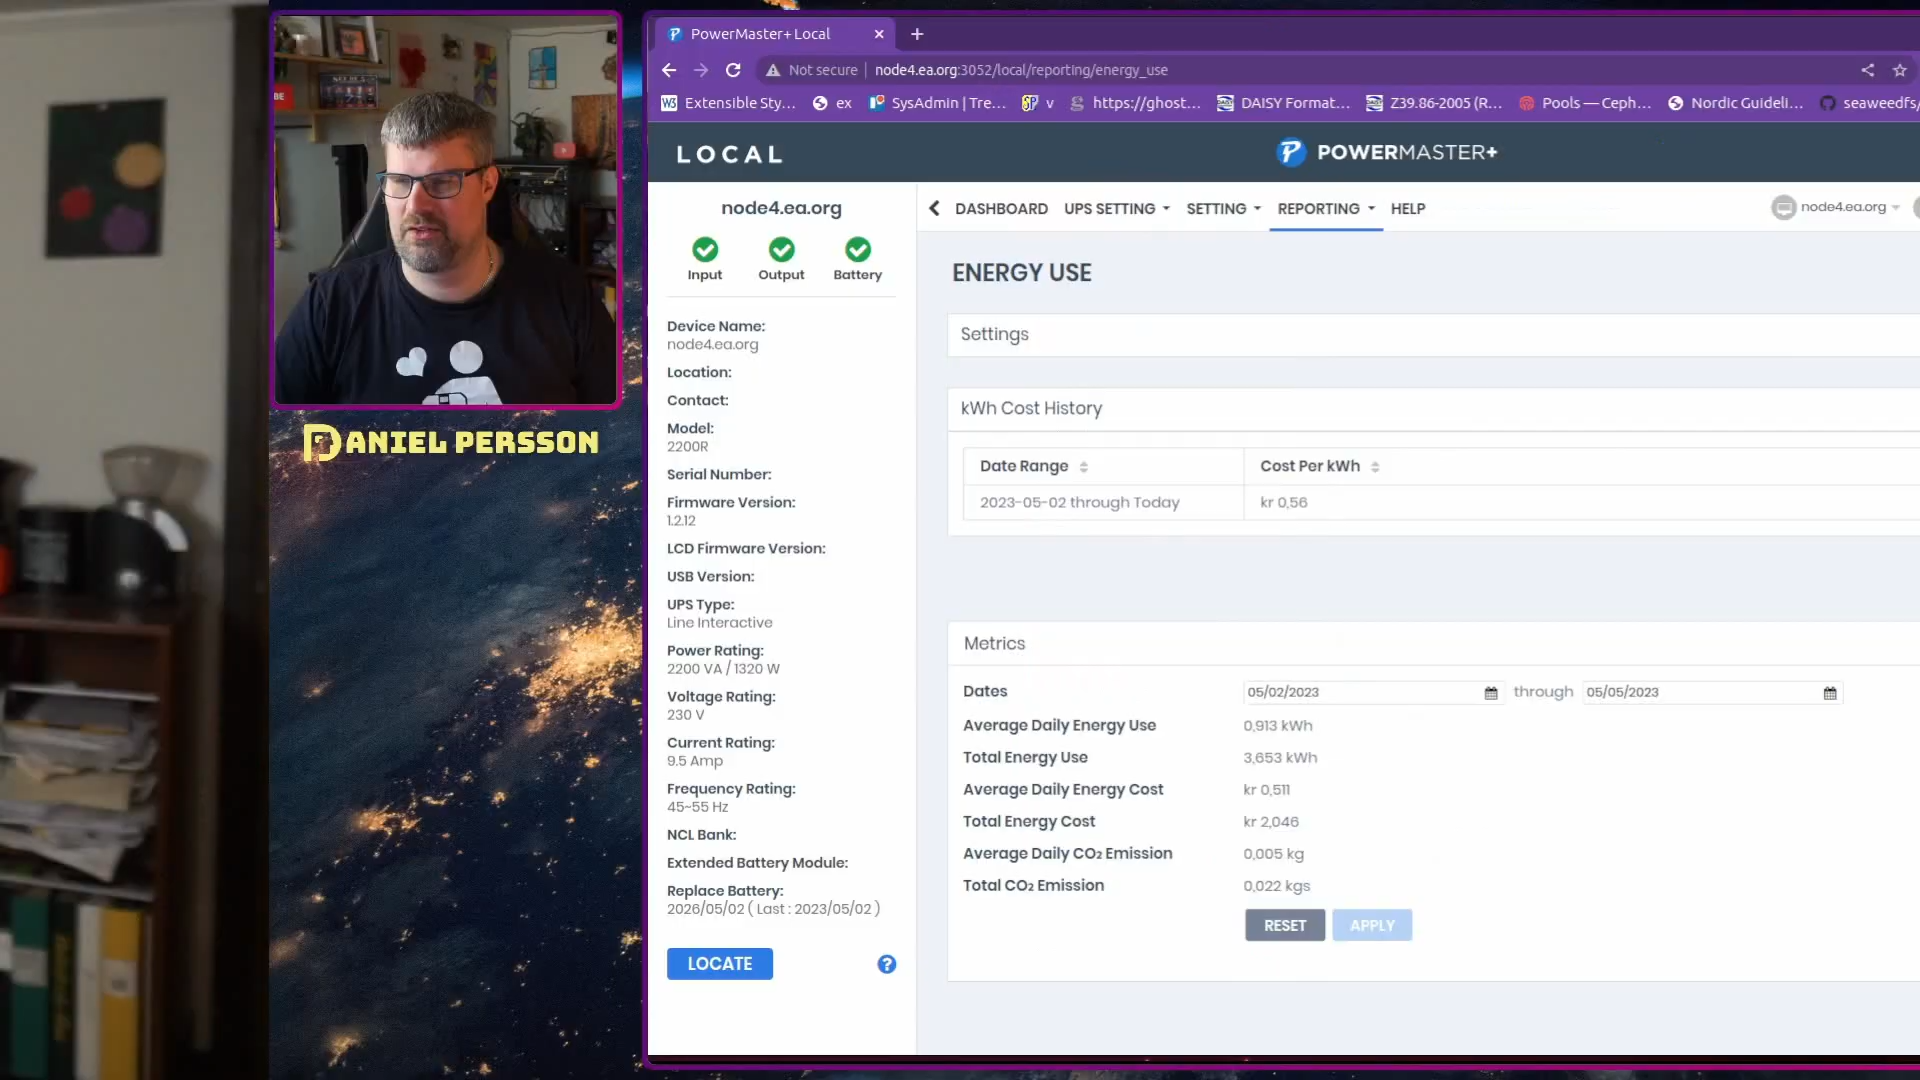 PowerMaster+ Local
Not secure
node4.ea.org:3052/local/reporting/energy_use
Extensible Sty...
ex
SysAdmin | Tre...
v
https://ghost...
DAISY Format...
Z39.86-2005 (R...
Pools — Ceph...
Nordic Guideli...
seaweedfs/
LOCAL
POWERMASTER+
node4.ea.org
Input
Output
Battery
Device Name:
node4.ea.org
Location:
Contact:
Model:
2200R
Serial Number:
Firmware Version:
1.2.12
LCD Firmware Version:
USB Version:
UPS Type:
Line Interactive
Power Rating:
2200 VA / 1320 W
Voltage Rating:
230 V
Current Rating:
9.5 Amp
Frequency Rating:
45~55 Hz
NCL Bank:
Extended Battery Module:
Replace Battery:
2026/05/02 ( Last : 2023/05/02 )
LOCATE
?
DASHBOARD
UPS SETTING
SETTING
REPORTING
HELP
node4.ea.org
ENERGY USE
Settings
kWh Cost History
Date Range
Cost Per kWh
2023-05-02 through Today
kr 0,56
Metrics
Dates
05/02/2023
through
05/05/2023
Average Daily Energy Use
0,913 kWh
Total Energy Use
3,653 kWh
Average Daily Energy Cost
kr 0,511
Total Energy Cost
kr 2,046
Average Daily CO₂ Emission
0,005 kg
Total CO₂ Emission
0,022 kgs
RESET
APPLY
DANIEL PERSSON